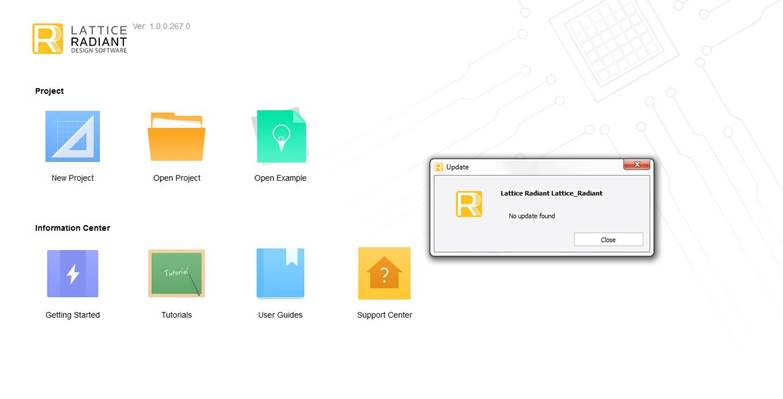 LATTICE
RADIANT
DESIGN SOFTWARE
Ver: 1.0.0.267.0
Project
New Project
Open Project
Open Example
Update
Lattice Radiant Lattice_Radiant
No update found
Close
Information Center
Tutorial
Getting Started
Tutorials
User Guides
Support Center